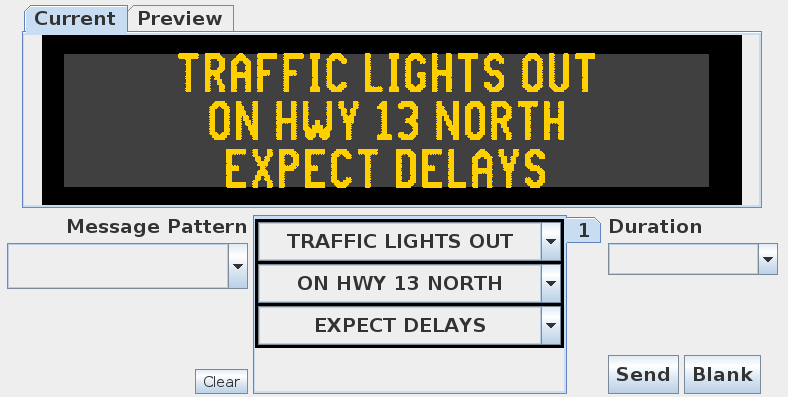 Current Preview
TRAFFIC LIGHTS OUT
ON HWY 13 NORTH
EXPECT DELAYS
Message Pattern
TRAFFIC LIGHTS OUT
ON HWY 13 NORTH
EXPECT DELAYS
1
Duration
Clear
Send Blank